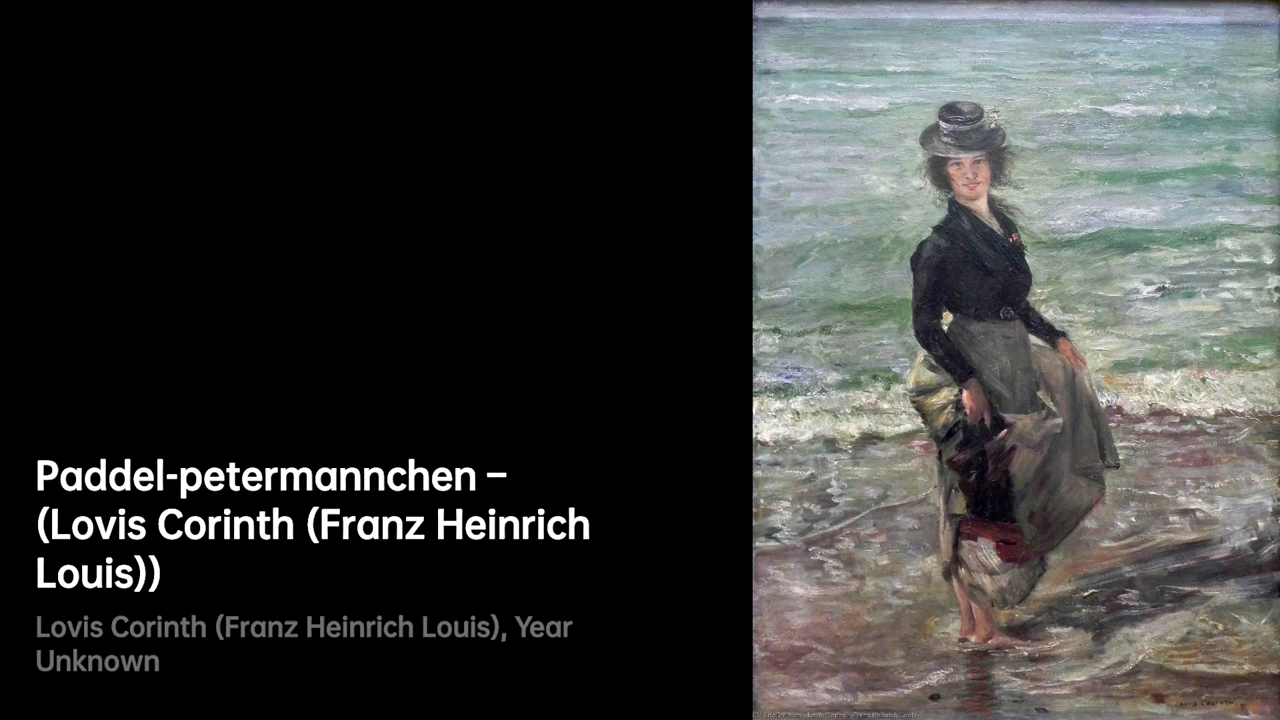 Paddel-petermannchen –
(Lovis Corinth (Franz Heinrich
Louis))
Lovis Corinth (Franz Heinrich Louis), Year
Unknown